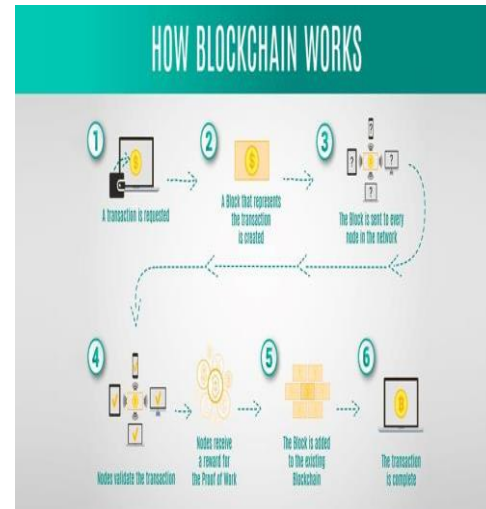 HOW BLOCKCHAIN WORKS
1
A transaction is requested
2
A Block that represents
the transaction
is created
3
The Block is sent to every
node in the network
4
Nodes validate the transaction
Nodes receive
a reward for
the Proof of Work
5
The Block is added
to the existing
Blockchain
6
The transaction
is complete